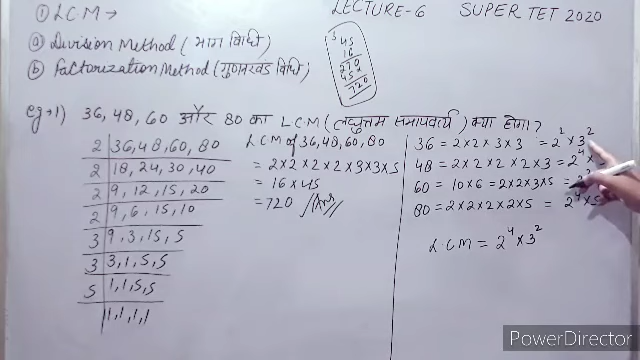 ① L.C.M → LECTURE-6 SUPER TET 2020
ⓐ Division Method (भाग विधि)
ⓑ Factorization Method (गुणनखंड विधि)
3
45
16
270
45
720
eg→1) 36, 48, 60 और 80 का L.C.M (लघुत्तम समापवर्त्य) क्या होगा?
2 | 36, 48, 60, 80
2 | 18, 24, 30, 40
2 | 9, 12, 15, 20
2 | 9, 6, 15, 10
3 | 9, 3, 15, 5
3 | 3, 1, 5, 5
5 | 1, 1, 5, 5
| 1, 1, 1, 1
LCM of 36, 48, 60, 80
= 2×2×2×2×3×3×5
= 16 × 45
= 720 Ans
36 = 2×2×3×3 = 2² × 3²
48 = 2×2×2×2×3 = 2⁴ ×
60 = 10×6 = 2×2×3×5 =
80 = 2×2×2×2×5 = 2⁴×5
L.C.M = 2⁴ × 3²
PowerDirector